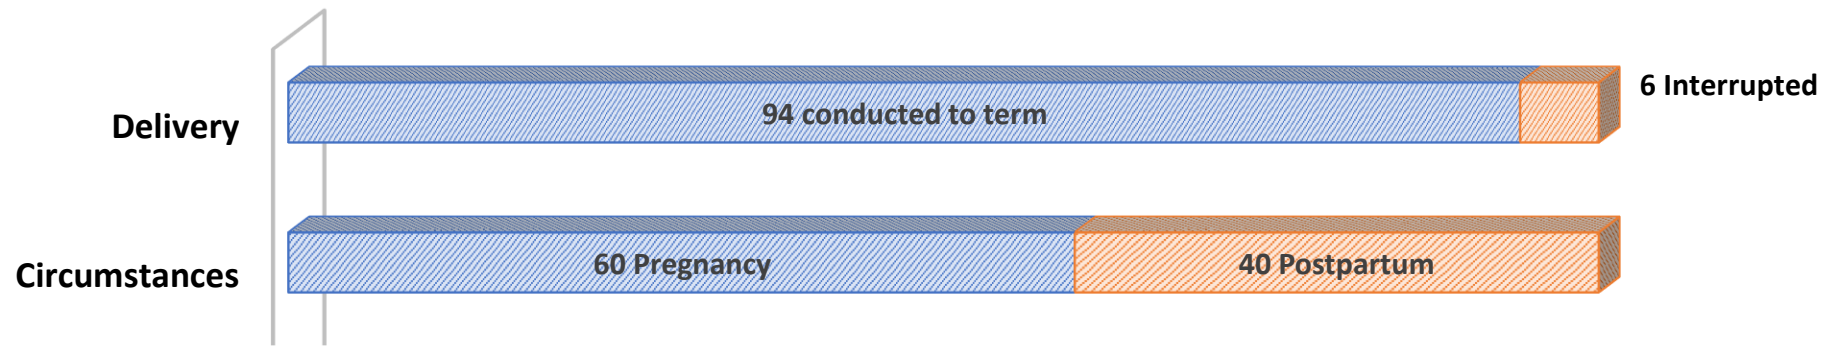 Delivery
94 conducted to term
6 Interrupted
Circumstances
60 Pregnancy
40 Postpartum